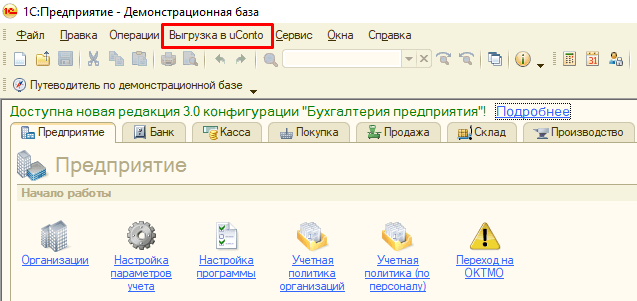 1С:Предприятие - Демонстрационная база
Файл Правка Операции Выгрузка в uConto Сервис Окна Справка
Путеводитель по демонстрационной базе
Доступна новая редакция 3.0 конфигурации "Бухгалтерия предприятия"! Подробнее
Предприятие Банк Касса Покупка Продажа Склад Производство
Предприятие
Начало работы
Организации Настройка параметров учета Настройка программы Учетная политика организаций Учетная политика (по персоналу) Переход на ОКТМО